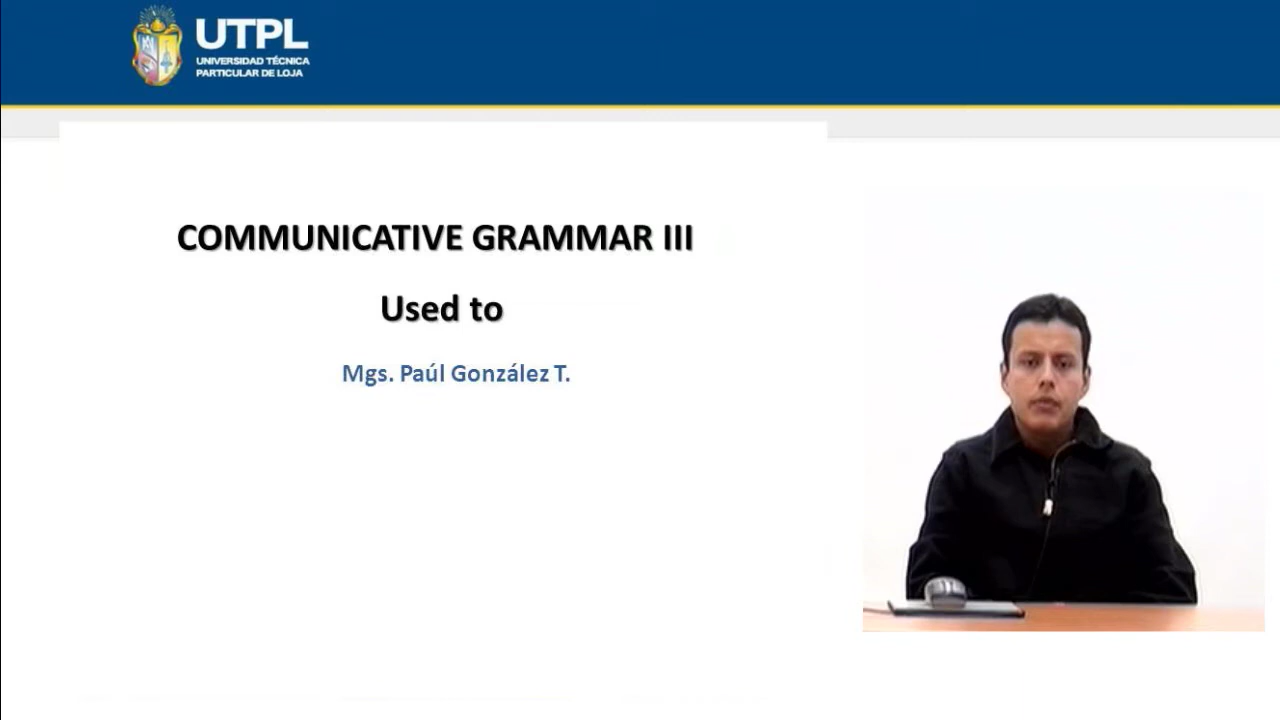 UTPL
UNIVERSIDAD TÉCNICA
PARTICULAR DE LOJA
COMMUNICATIVE GRAMMAR III
Used to
Mgs. Paúl González T.